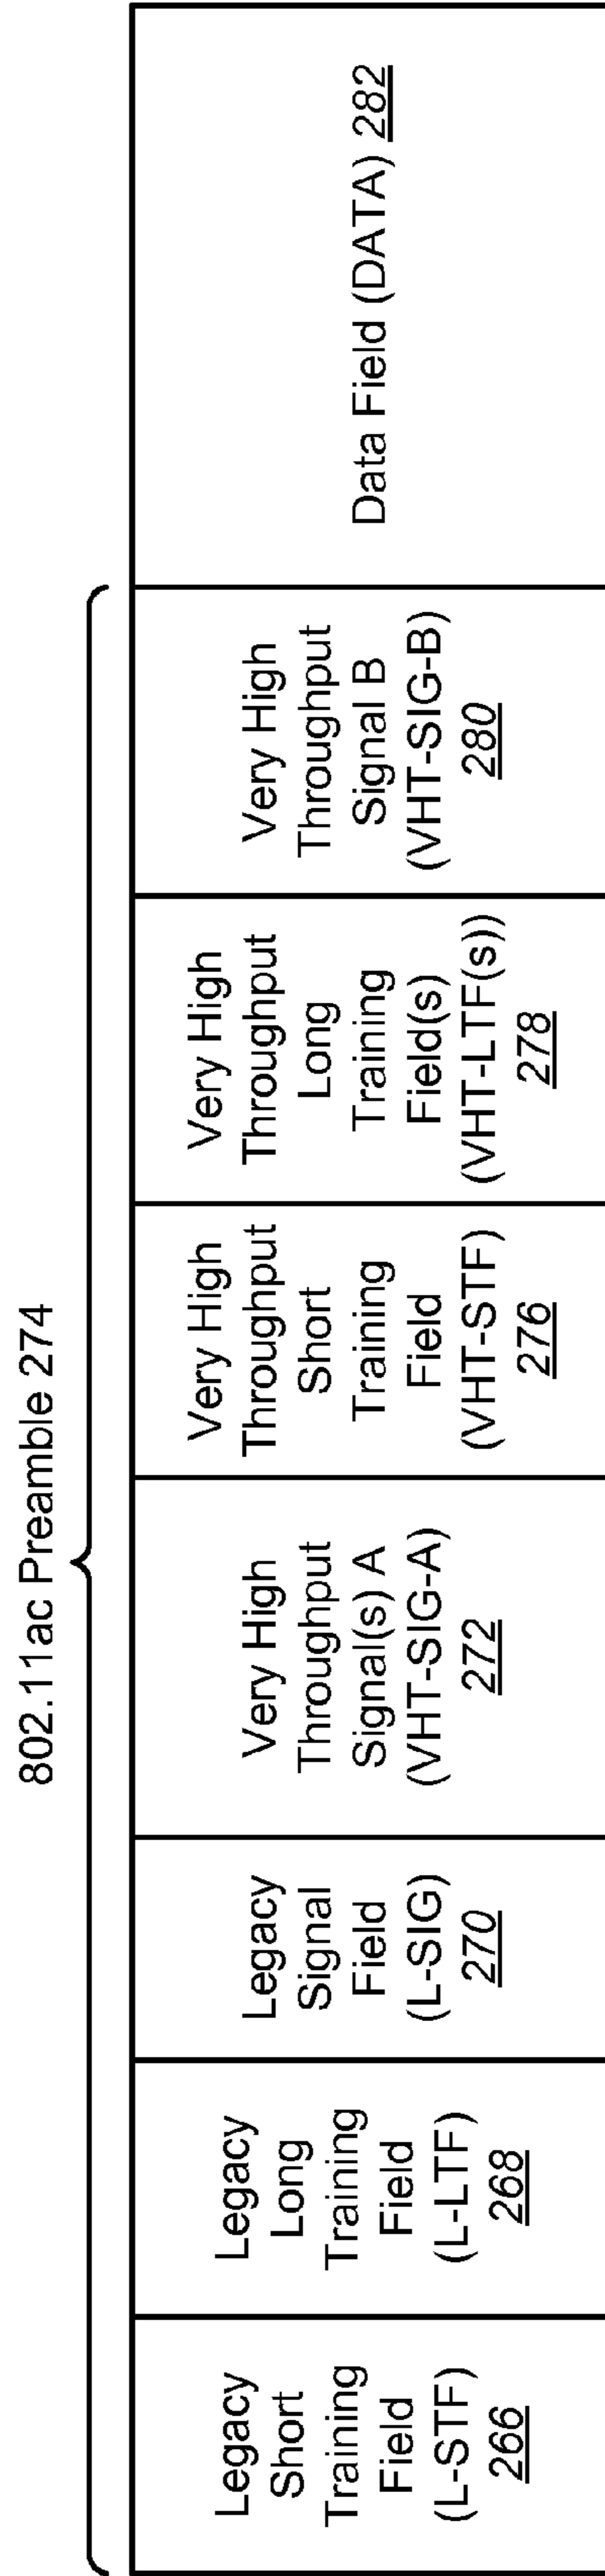 802.11ac Preamble 274
Legacy
Short
Training
Field
(L-STF)
266
Legacy
Long
Training
Field
(L-LTF)
268
Legacy
Signal
Field
(L-SIG)
270
Very High
Throughput
Signal(s) A
(VHT-SIG-A)
272
Very High
Throughput
Short
Training
Field
(VHT-STF)
276
Very High
Throughput
Long
Training
Field(s)
(VHT-LTF(s))
278
Very High
Throughput
Signal B
(VHT-SIG-B)
280
Data Field (DATA) 282